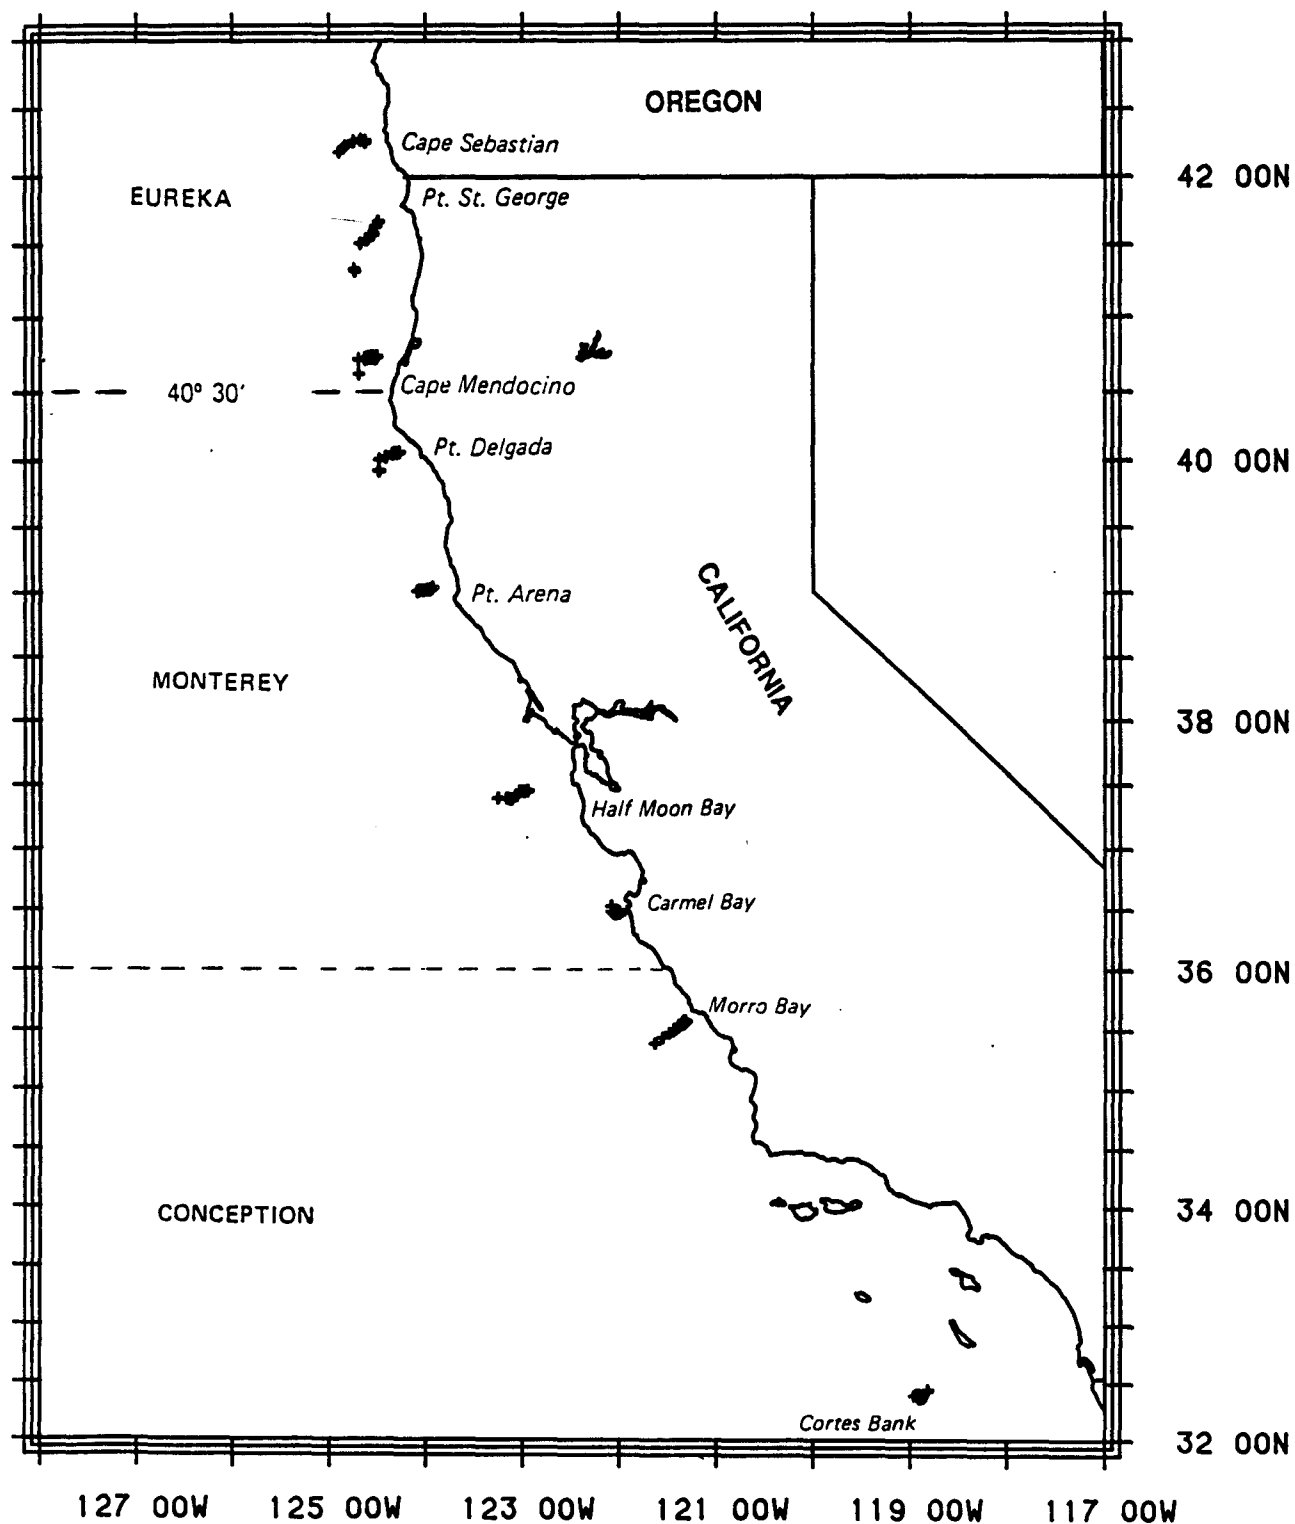 OREGON
Cape Sebastian
42 00N
EUREKA
Pt. St. George
40° 30'
Cape Mendocino
Pt. Delgada
40 00N
CALIFORNIA
Pt. Arena
MONTEREY
38 00N
Half Moon Bay
Carmel Bay
36 00N
Morro Bay
CONCEPTION
34 00N
Cortes Bank
32 00N
127 00W 125 00W 123 00W 121 00W 119 00W 117 00W